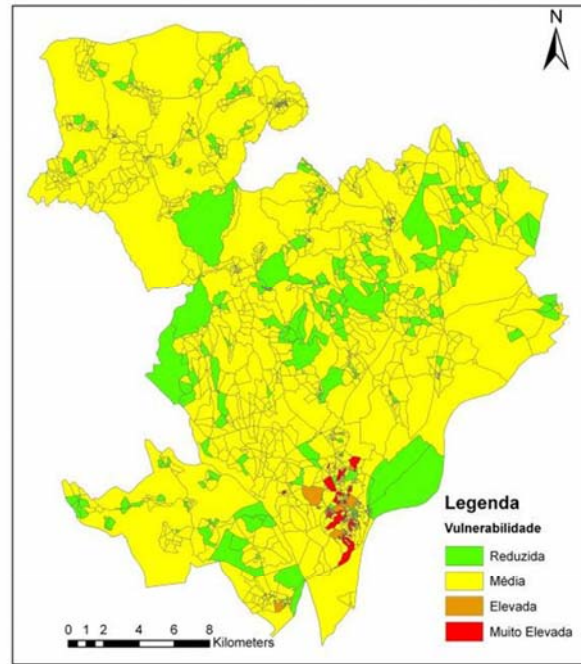 N
Legenda
Vulnerabilidade
Reduzida
Média
Elevada
Muito Elevada
0 1 2 4 6 8
Kilometers